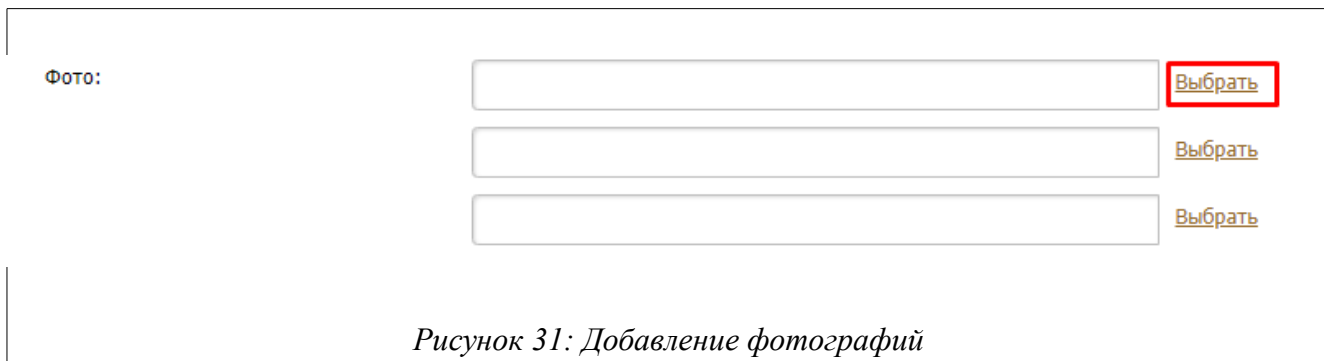 Фото:
Выбрать
Выбрать
Выбрать
Рисунок 31: Добавление фотографий